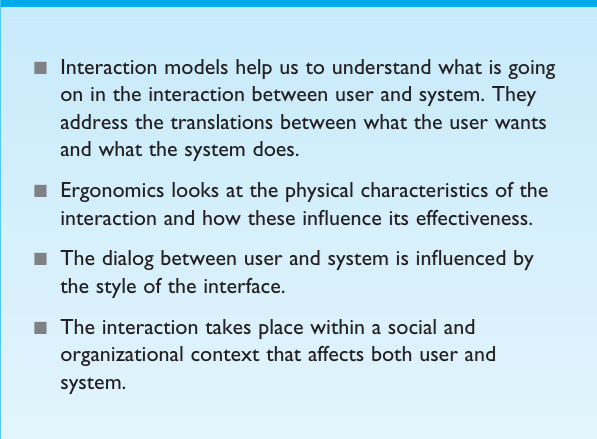 ■ Interaction models help us to understand what is going
on in the interaction between user and system. They
address the translations between what the user wants
and what the system does.
■ Ergonomics looks at the physical characteristics of the
interaction and how these influence its effectiveness.
■ The dialog between user and system is influenced by
the style of the interface.
■ The interaction takes place within a social and
organizational context that affects both user and
system.